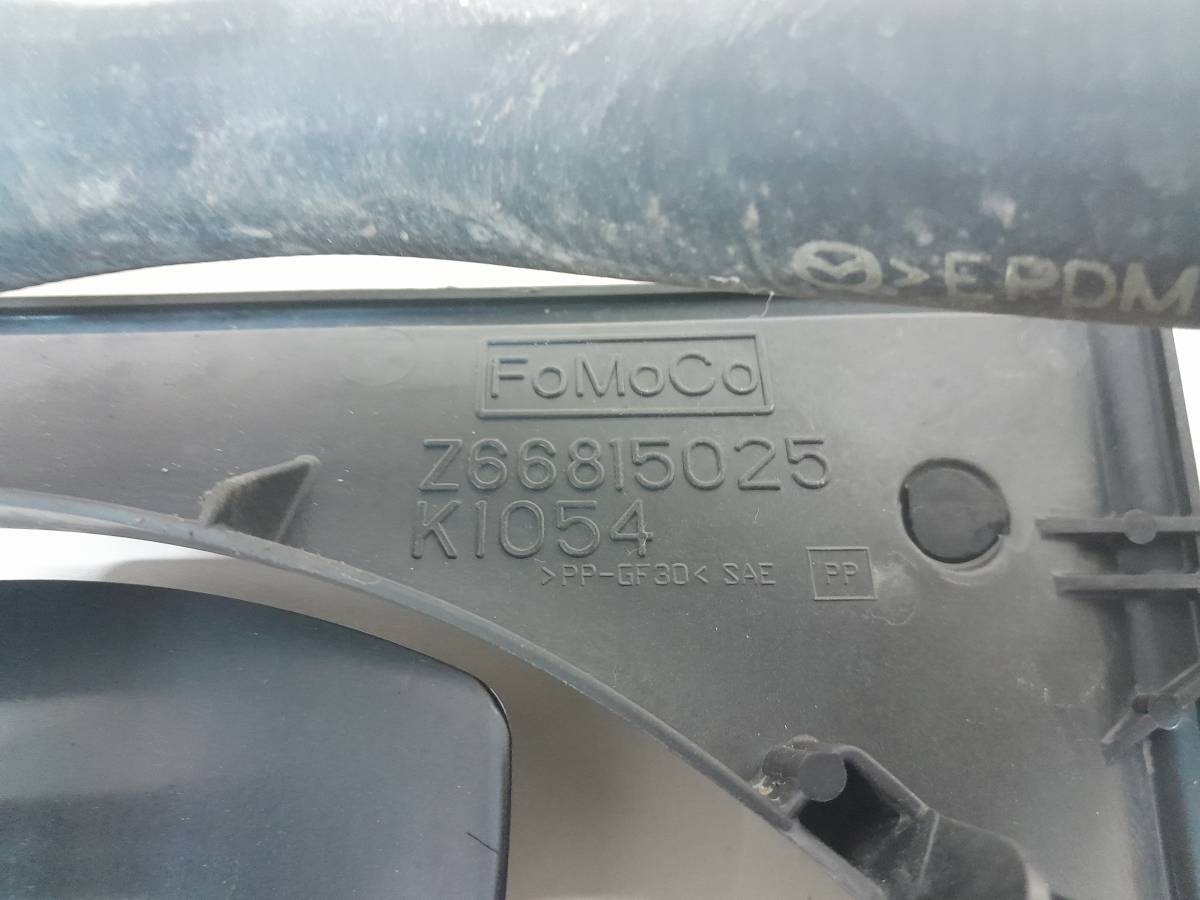 >EPDM
FoMoCo
Z66815025
K1054
>PP-GF30< SAE PP